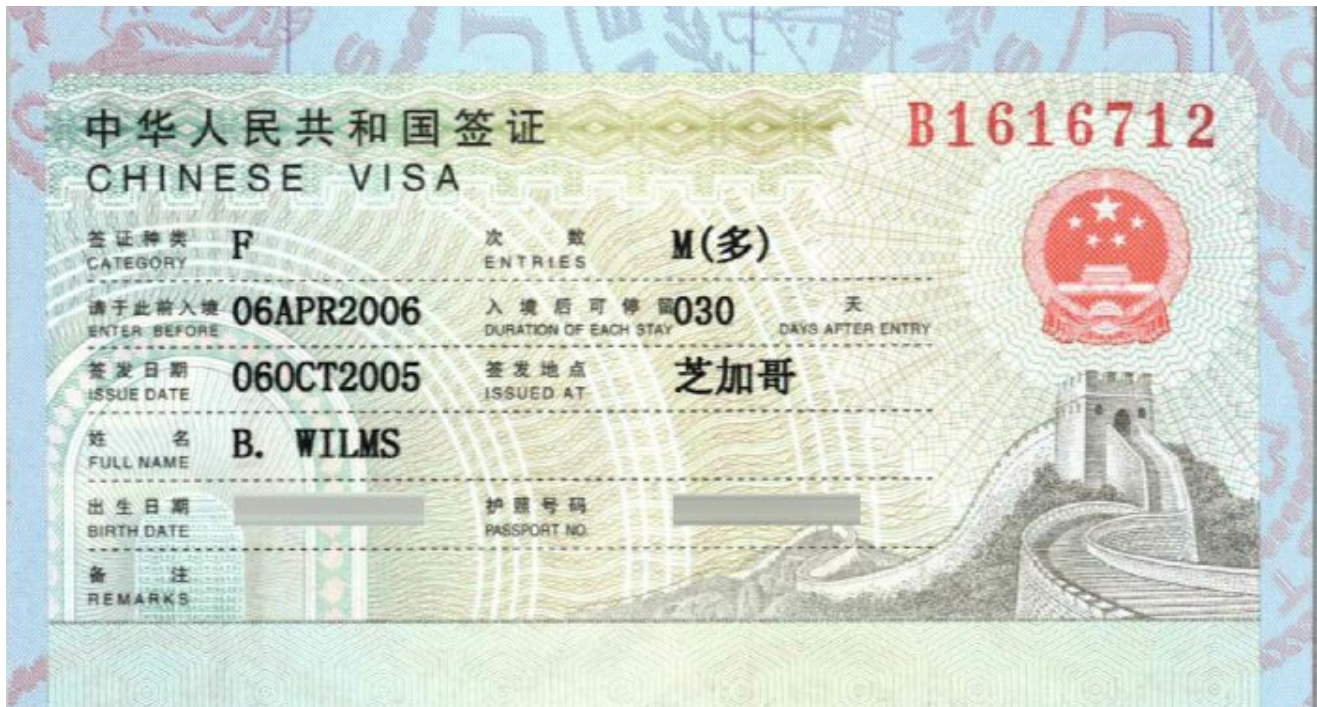 中华人民共和国签证
B1616712
CHINESE VISA
签证种类 F 次数 M(多)
CATEGORY ENTRIES
请于此前入境 06APR2006 入境后可停留 030 天
ENTER BEFORE DURATION OF EACH STAY DAYS AFTER ENTRY
签发日期 06OCT2005 签发地点 芝加哥
ISSUE DATE ISSUED AT
姓名 B. WILMS
FULL NAME
出生日期 护照号码
BIRTH DATE PASSPORT NO.
备注
REMARKS